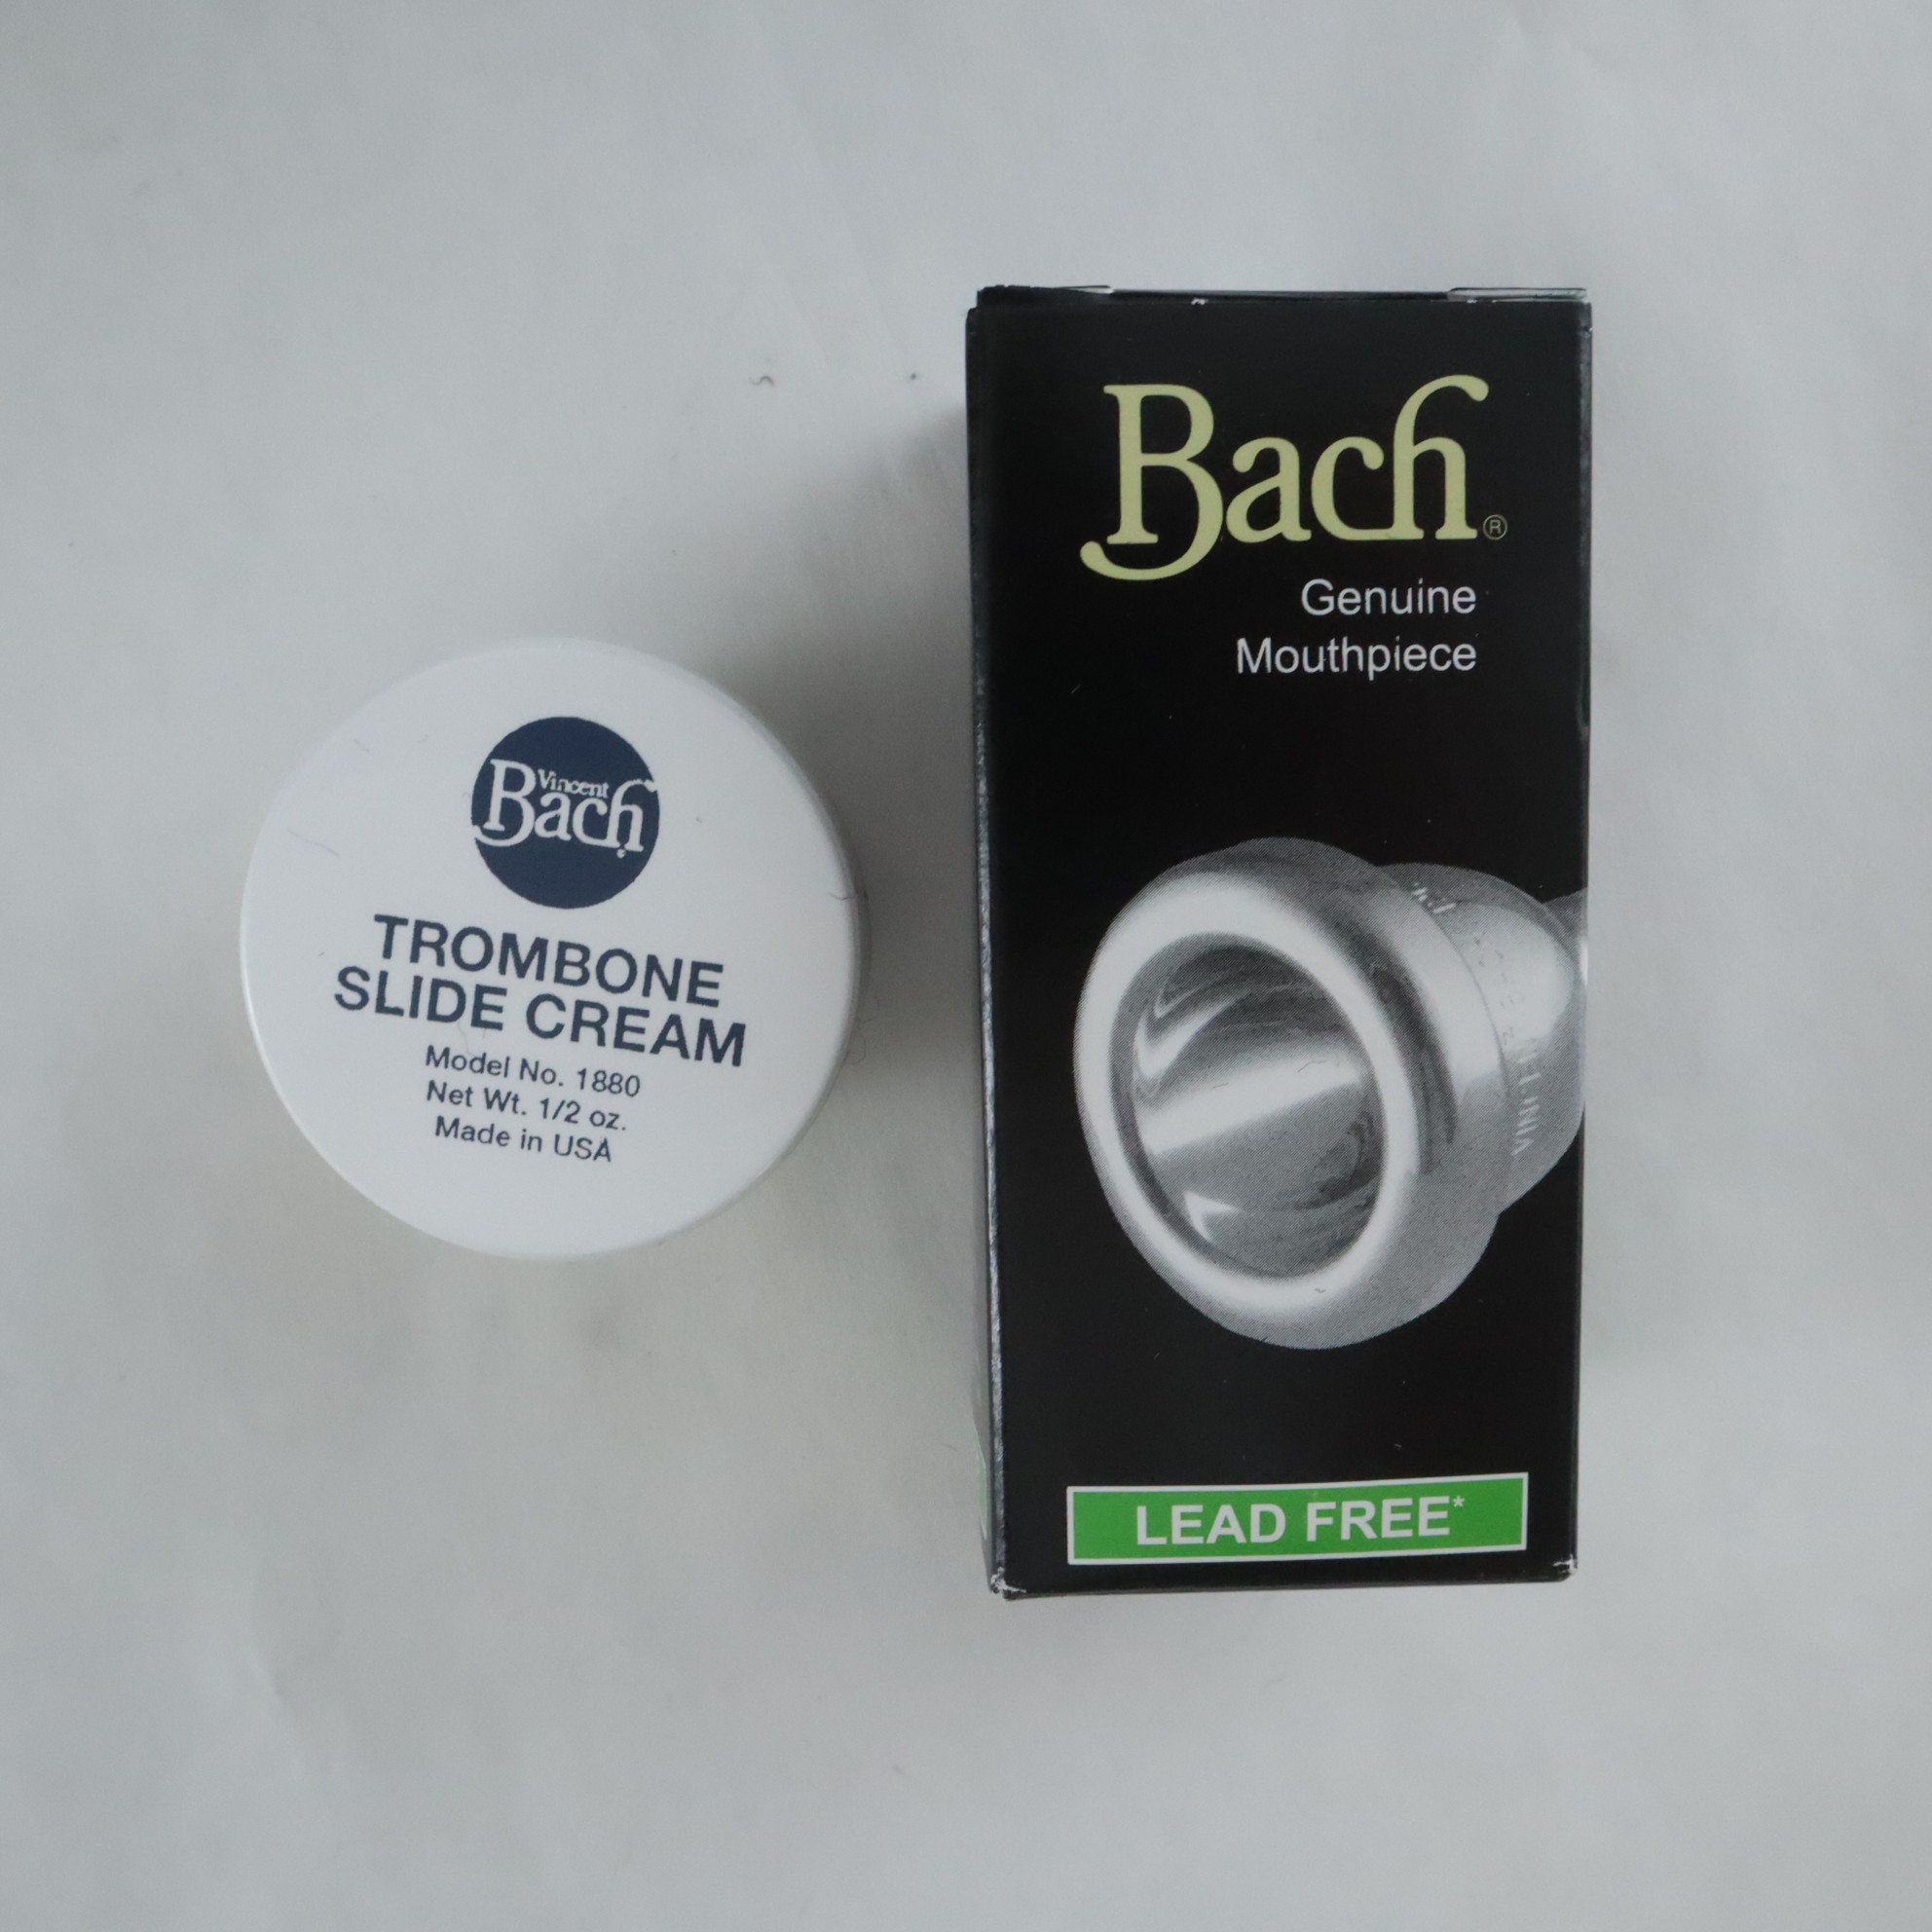 Vincent
Bach
TROMBONE
SLIDE CREAM
Model No. 1880
Net Wt. 1/2 oz.
Made in USA
Bach®
Genuine
Mouthpiece
LEAD FREE*